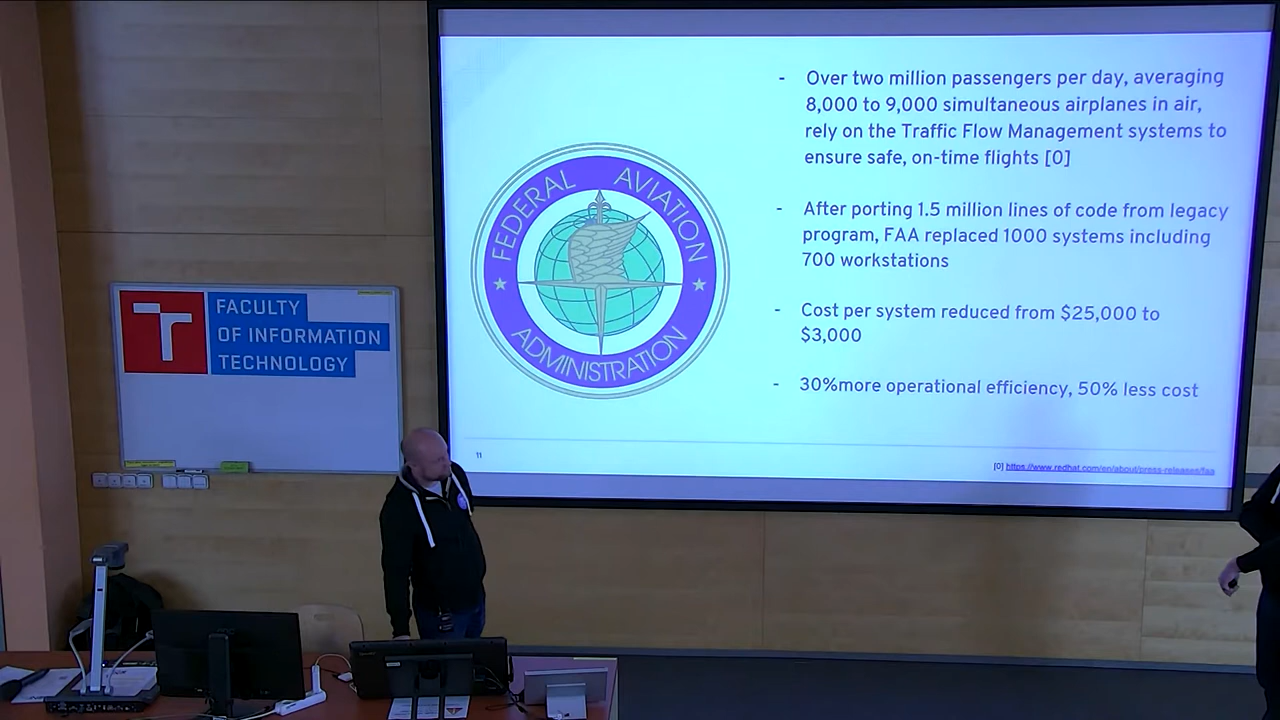 - Over two million passengers per day, averaging
8,000 to 9,000 simultaneous airplanes in air,
rely on the Traffic Flow Management systems to
ensure safe, on-time flights [0]
- After porting 1.5 million lines of code from legacy
program, FAA replaced 1000 systems including
700 workstations
- Cost per system reduced from $25,000 to
$3,000
- 30%more operational efficiency, 50% less cost
FEDERAL AVIATION
ADMINISTRATION
11
[0] https://www.redhat.com/en/about/press-releases/faa
FACULTY
OF INFORMATION
TECHNOLOGY